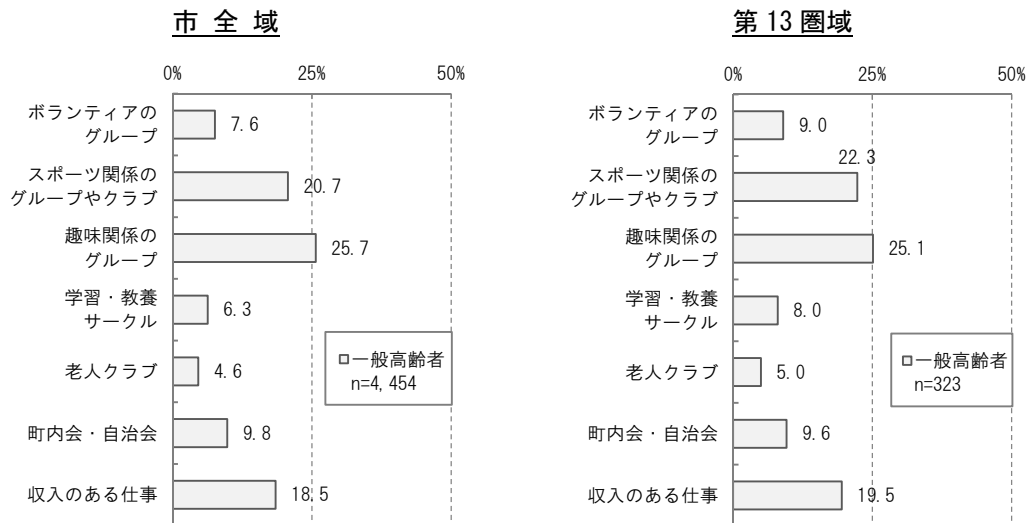 市 全 域
0%
25%
50%
ボランティアの
グループ
7.6
スポーツ関係の
グループやクラブ
20.7
趣味関係の
グループ
25.7
学習・教養
サークル
6.3
老人クラブ
4.6
町内会・自治会
9.8
収入のある仕事
18.5
一般高齢者
n=4,454
第 13 圏域
0%
25%
50%
ボランティアの
グループ
9.0
スポーツ関係の
グループやクラブ
22.3
趣味関係の
グループ
25.1
学習・教養
サークル
8.0
老人クラブ
5.0
町内会・自治会
9.6
収入のある仕事
19.5
一般高齢者
n=323